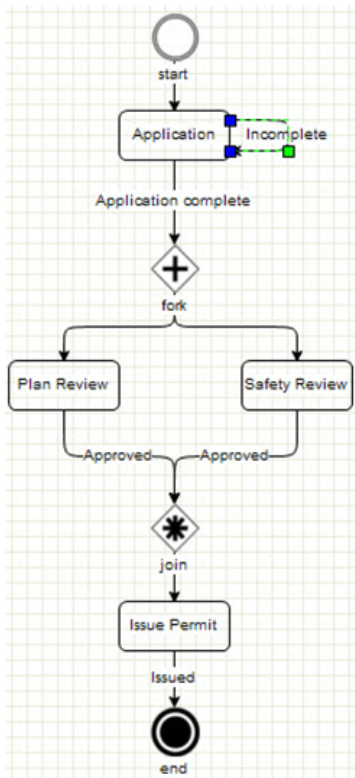 start
Application
Incomplete
Application complete
fork
Plan Review
Safety Review
Approved
Approved
join
Issue Permit
Issued
end